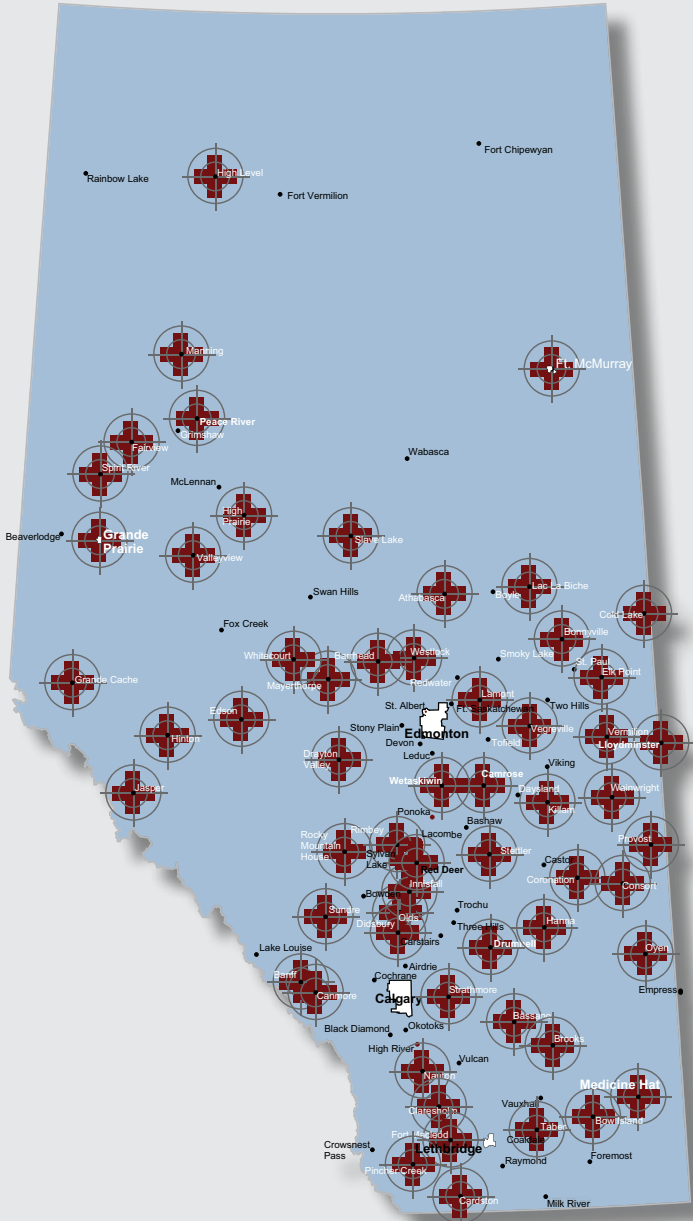 Fort Chipewyan
High Level
Rainbow Lake
Fort Vermilion
Manning
Ft. McMurray
Peace River
Grimshaw
Fairview
Wabasca
Spirit River
McLennan
High
Prairie
Beaverlodge
Grande
Prairie
Slave Lake
Valleyview
Lac La Biche
Boyle
Swan Hills
Athabasca
Cold Lake
Fox Creek
Bonnyville
Westlock
Barrhead
Whitecourt
Smoky Lake
St. Paul
Elk Point
Grande Cache
Mayerthorpe
Redwater
Lamont
Two Hills
St. Albert
Ft. Saskatchewan
Edson
Vegreville
Stony Plain
Edmonton
Vermilion
Hinton
Devon
Tofield
Lloydminster
Leduc
Drayton
Valley
Viking
Camrose
Wetaskiwin
Jasper
Daysland
Wainwright
Killam
Ponoka
Bashaw
Rimbey
Lacombe
Rocky
Mountain
House
Provost
Sylvan
Lake
Stettler
Castor
Red Deer
Coronation
Innisfail
Consort
Bowden
Trochu
Sundre
Olds
Didsbury
Three Hills
Hanna
Carstairs
Drumhell
Lake Louise
Oyen
Airdrie
Banff
Cochrane
Canmore
Calgary
Strathmore
Empress
Bassano
Black Diamond
Okotoks
Brooks
High River
Vulcan
Nanton
Medicine Hat
Vauxhall
Claresholm
Bow Island
Taber
Fort Mcleod
Coaldale
Crowsnest
Pass
Lethbridge
Foremost
Raymond
Pincher Creek
Cardston
Milk River